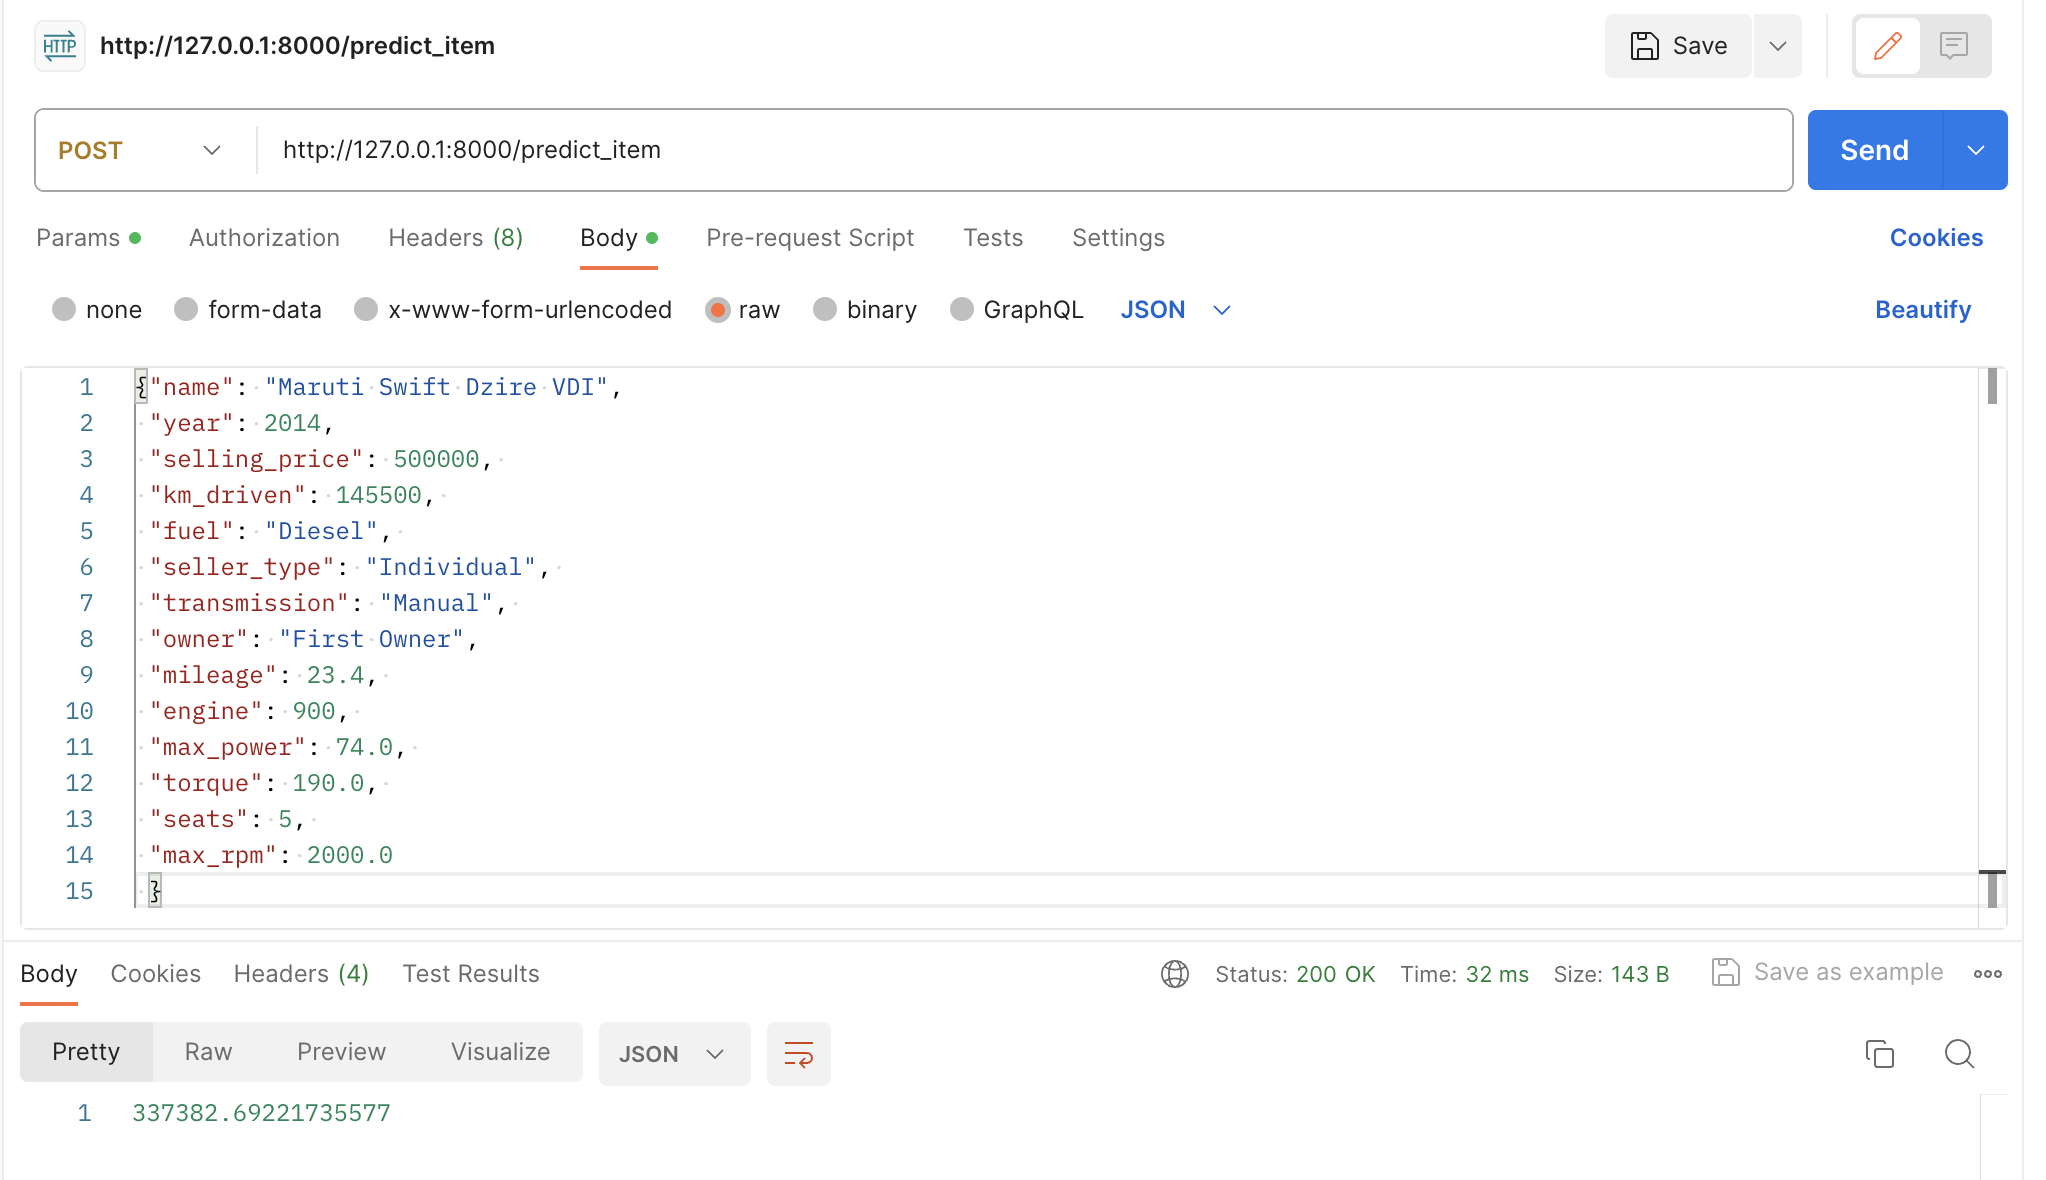 HTTP http://127.0.0.1:8000/predict_item Save
POST http://127.0.0.1:8000/predict_item Send
Params Authorization Headers (8) Body Pre-request Script Tests Settings Cookies
none form-data x-www-form-urlencoded raw binary GraphQL JSON Beautify
1 {"name": "Maruti Swift Dzire VDI",
2 "year": 2014,
3 "selling_price": 500000,
4 "km_driven": 145500,
5 "fuel": "Diesel",
6 "seller_type": "Individual",
7 "transmission": "Manual",
8 "owner": "First Owner",
9 "mileage": 23.4,
10 "engine": 900,
11 "max_power": 74.0,
12 "torque": 190.0,
13 "seats": 5,
14 "max_rpm": 2000.0
15 }
Body Cookies Headers (4) Test Results Status: 200 OK Time: 32 ms Size: 143 B Save as example
Pretty Raw Preview Visualize JSON
1 337382.69221735577